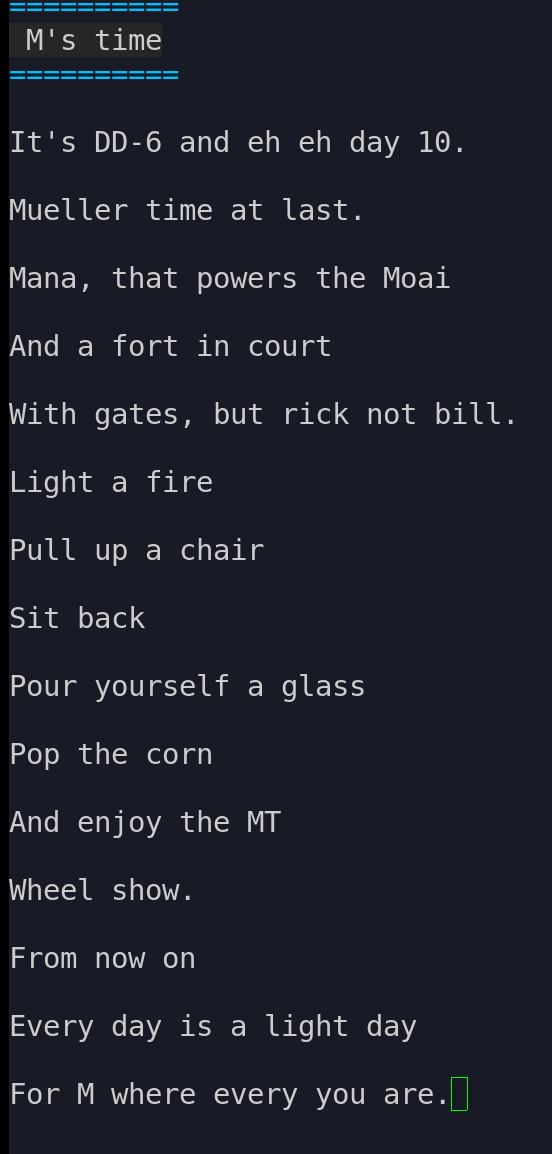 ==========
 M's time
==========
It's DD-6 and eh eh day 10.
Mueller time at last.
Mana, that powers the Moai
And a fort in court
With gates, but rick not bill.
Light a fire
Pull up a chair
Sit back
Pour yourself a glass
Pop the corn
And enjoy the MT
Wheel show.
From now on
Every day is a light day
For M where every you are.